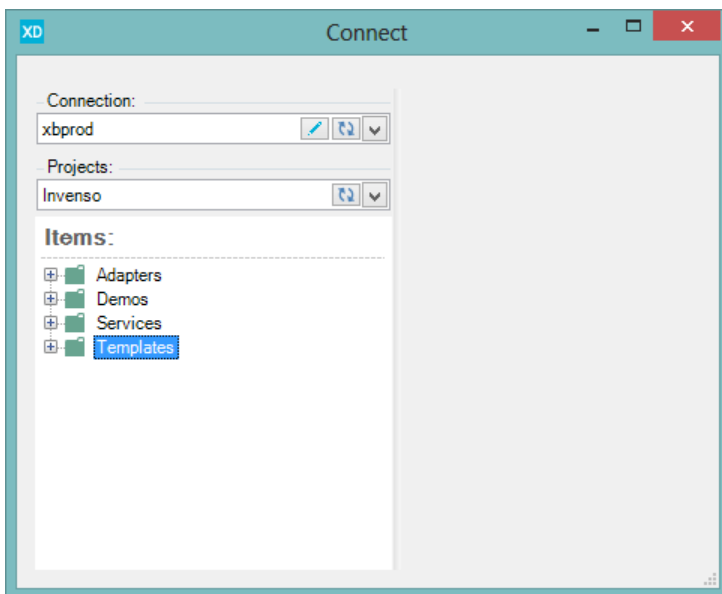 XD
Connect
Connection:
xbprod
Projects:
Invenso
Items:
Adapters
Demos
Services
Templates